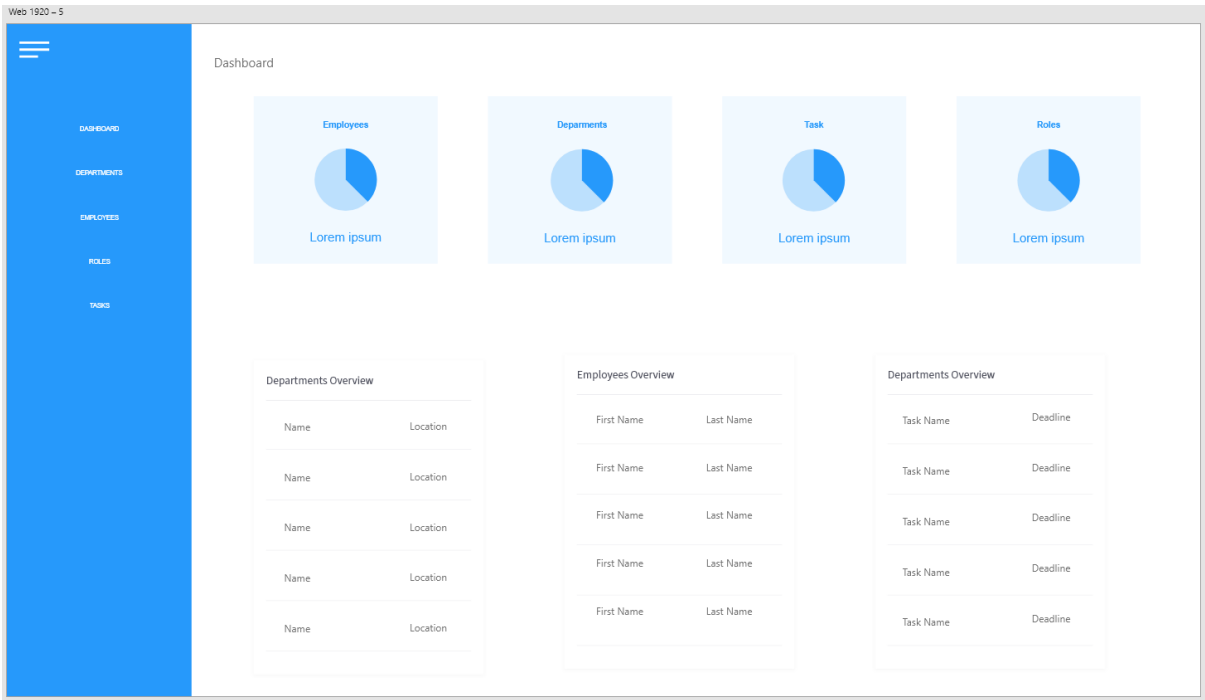 Web 1920 – 5
DASHBOARD
DEPARTMENTS
EMPLOYEES
ROLES
TASKS
Dashboard
Employees
Lorem ipsum
Deparments
Lorem ipsum
Task
Lorem ipsum
Roles
Lorem ipsum
Departments Overview
Name Location
Name Location
Name Location
Name Location
Name Location
Employees Overview
First Name Last Name
First Name Last Name
First Name Last Name
First Name Last Name
First Name Last Name
Departments Overview
Task Name Deadline
Task Name Deadline
Task Name Deadline
Task Name Deadline
Task Name Deadline